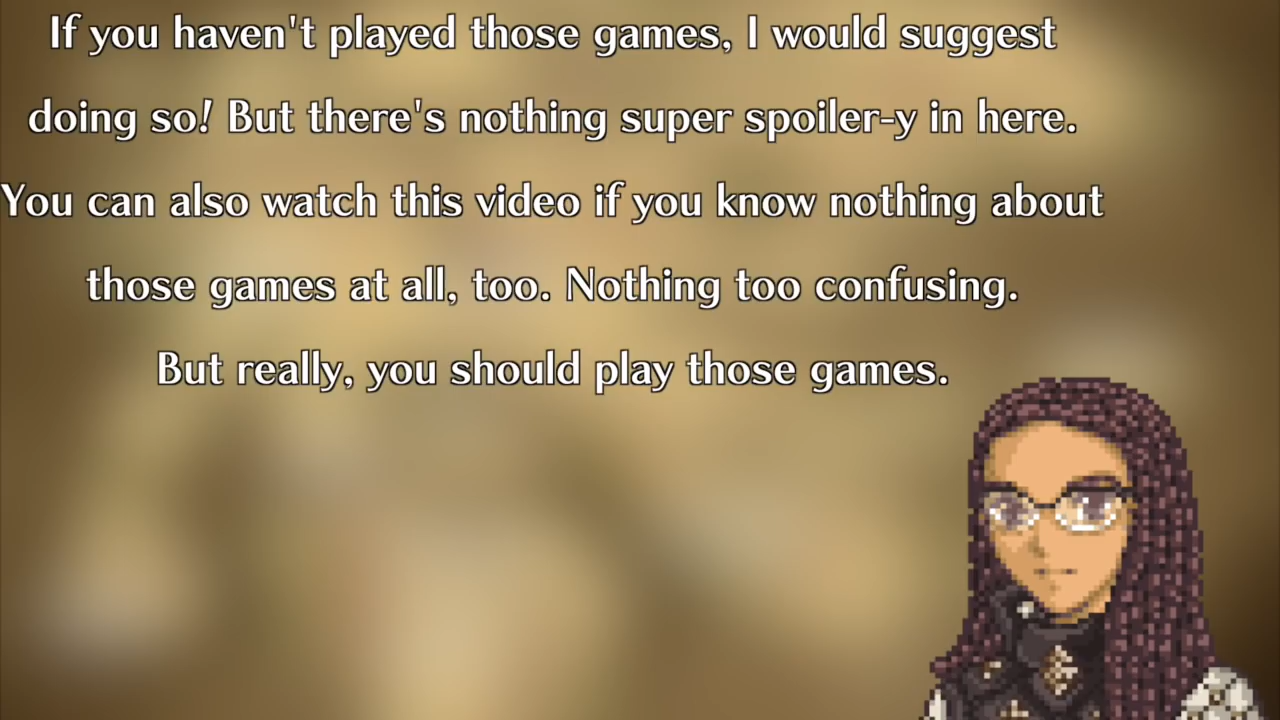 If you haven't played those games, I would suggest
doing so! But there's nothing super spoiler-y in here.
You can also watch this video if you know nothing about
those games at all, too. Nothing too confusing.
But really, you should play those games.